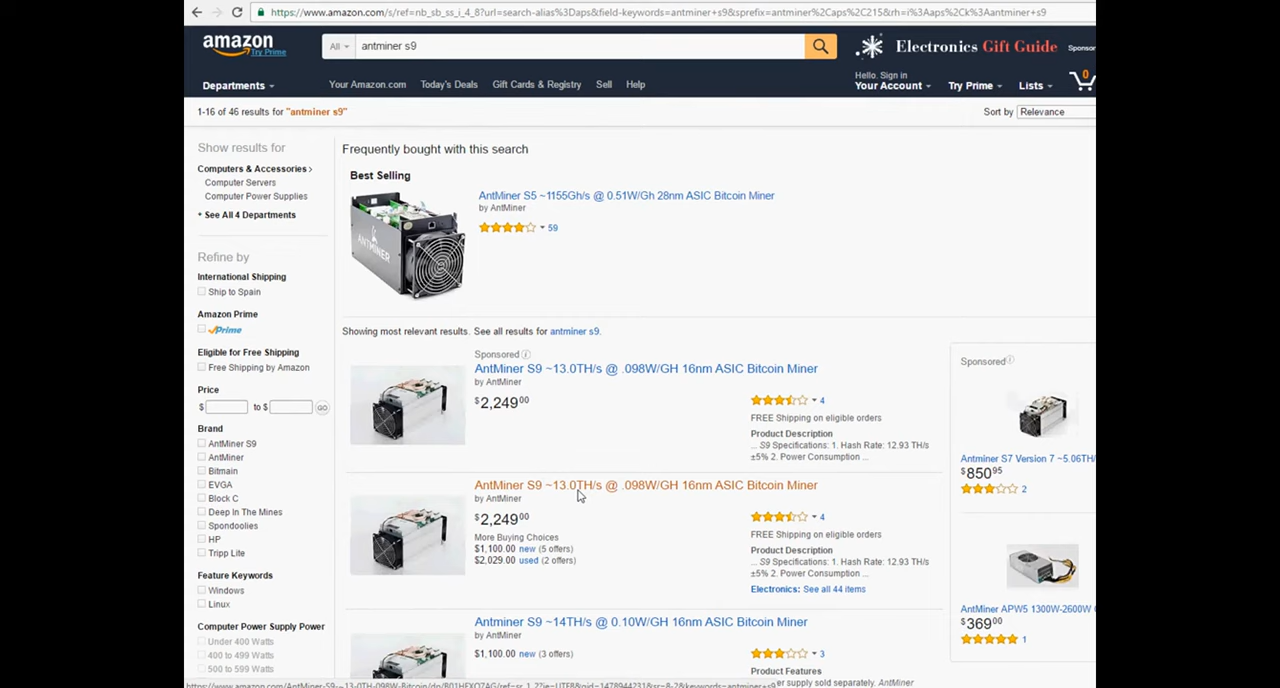 https://www.amazon.com/s/ref=nb_sb_ss_i_4_8?url=search-alias%3Daps&field-keywords=antminer+s9&sprefix=antminer%2Caps%2C215&rh=i%3Aaps%2Ck%3Aantminer+s9
amazon
Try Prime
All
antminer s9
Electronics Gift Guide
Sponsor
Departments
Your Amazon.com
Today's Deals
Gift Cards & Registry
Sell
Help
Hello. Sign in
Your Account
Try Prime
Lists
0
1-16 of 46 results for "antminer s9"
Sort by
Relevance
Show results for
Computers & Accessories
Computer Servers
Computer Power Supplies
+ See All 4 Departments
Refine by
International Shipping
Ship to Spain
Amazon Prime
Prime
Eligible for Free Shipping
Free Shipping by Amazon
Price
$ to $ GO
Brand
AntMiner S9
AntMiner
Bitmain
EVGA
Block C
Deep In The Mines
Spondoolies
HP
Tripp Lite
Feature Keywords
Windows
Linux
Computer Power Supply Power
Under 400 Watts
400 to 499 Watts
500 to 599 Watts
Frequently bought with this search
Best Selling
ANTMINER
AntMiner S5 ~1155Gh/s @ 0.51W/Gh 28nm ASIC Bitcoin Miner
by AntMiner
59
Showing most relevant results. See all results for antminer s9.
Sponsored
AntMiner S9 ~13.0TH/s @ .098W/GH 16nm ASIC Bitcoin Miner
by AntMiner
$2,249.00
4
FREE Shipping on eligible orders
Product Description
... S9 Specifications: 1. Hash Rate: 12.93 TH/s
±5% 2. Power Consumption ...
AntMiner S9 ~13.0TH/s @ .098W/GH 16nm ASIC Bitcoin Miner
by AntMiner
$2,249.00
More Buying Choices
$1,100.00 new (5 offers)
$2,029.00 used (2 offers)
4
FREE Shipping on eligible orders
Product Description
... S9 Specifications: 1. Hash Rate: 12.93 TH/s
±5% 2. Power Consumption ...
Electronics: See all 44 items
Antminer S9 ~14TH/s @ 0.10W/GH 16nm ASIC Bitcoin Miner
by AntMiner
$1,100.00 new (3 offers)
3
Product Features
er supply sold separately. AntMiner
Sponsored
Antminer S7 Version 7 ~5.06TH/
$850.95
2
AntMiner APW5 1300W-2600W
$369.00
1